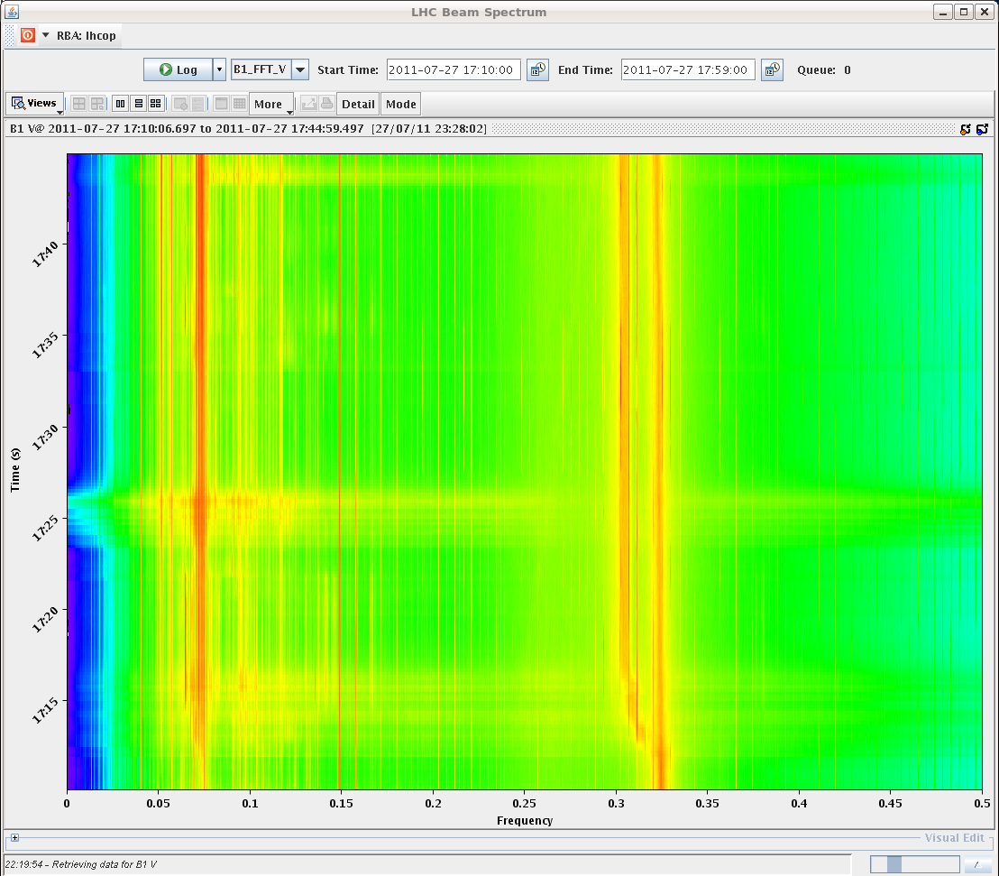 LHC Beam Spectrum
RBA: lhcop
Log B1_FFT_V Start Time: 2011-07-27 17:10:00 End Time: 2011-07-27 17:59:00 Queue: 0
Views More Detail Mode
B1 V@ 2011-07-27 17:10:06.697 to 2011-07-27 17:44:59.497 [27/07/11 23:28:02]
17:40
17:35
17:30
Time (s)
17:25
17:20
17:15
0 0.05 0.1 0.15 0.2 0.25 0.3 0.35 0.4 0.45 0.5
Frequency
Visual Edit
22:19:54 - Retrieving data for B1 V